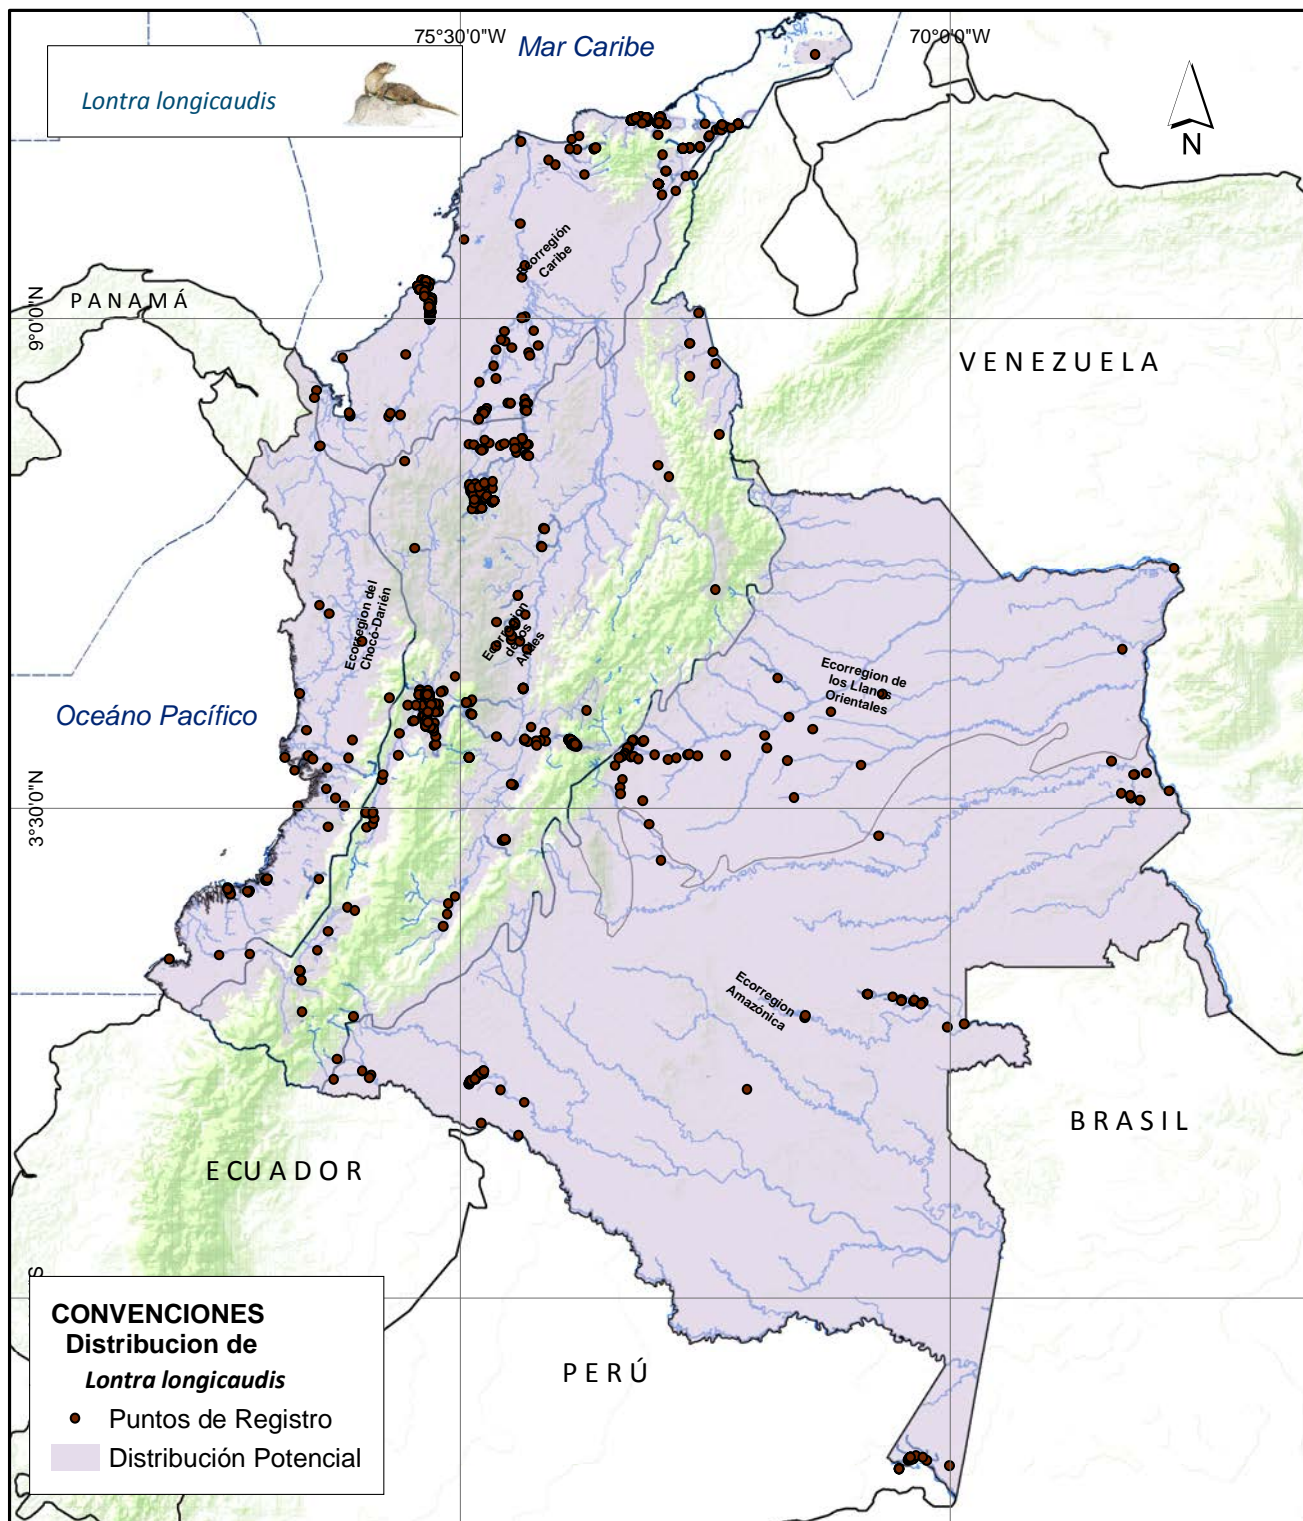 75°30'0"W
70°0'0"W
Mar Caribe
Lontra longicaudis
N
Ecorregión
Caribe
PANAMÁ
9°0'0"N
VENEZUELA
Ecorregion del
Chocó-Darién
Ecorregion
de los
Andes
Ecorregion de
los Llanos
Orientales
Oceáno Pacífico
3°30'0"N
Ecorregion
Amazónica
BRASIL
ECUADOR
S
CONVENCIONES
Distribucion de
Lontra longicaudis
Puntos de Registro
Distribución Potencial
PERÚ